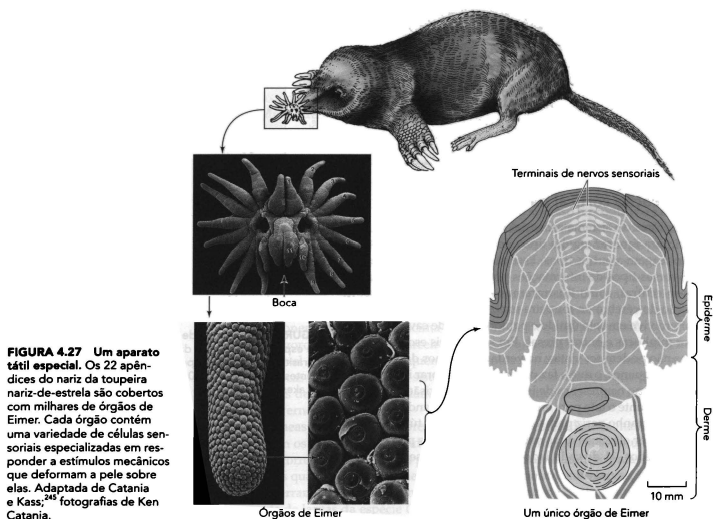 Terminais de nervos sensoriais
Boca
Epiderme
Derme
10 mm
Órgãos de Eimer
Um único órgão de Eimer
FIGURA 4.27 Um aparato
tátil especial. Os 22 apên-
dices do nariz da toupeira
nariz-de-estrela são cobertos
com milhares de órgãos de
Eimer. Cada órgão contém
uma variedade de células sen-
soriais especializadas em res-
ponder a estímulos mecânicos
que deformam a pele sobre
elas. Adaptada de Catania
e Kass;245 fotografias de Ken
Catania.